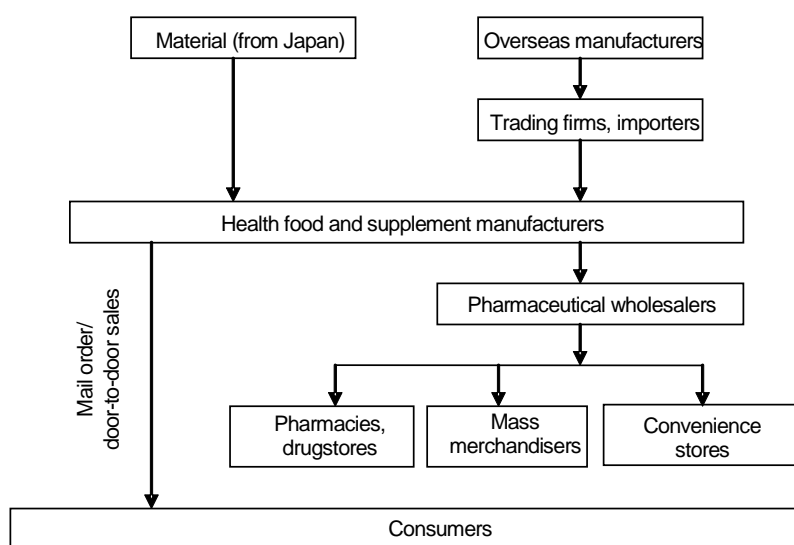 Material (from Japan)
Overseas manufacturers
Trading firms, importers
Health food and supplement manufacturers
Pharmaceutical wholesalers
Mail order/
door-to-door sales
Pharmacies,
drugstores
Mass
merchandisers
Convenience
stores
Consumers